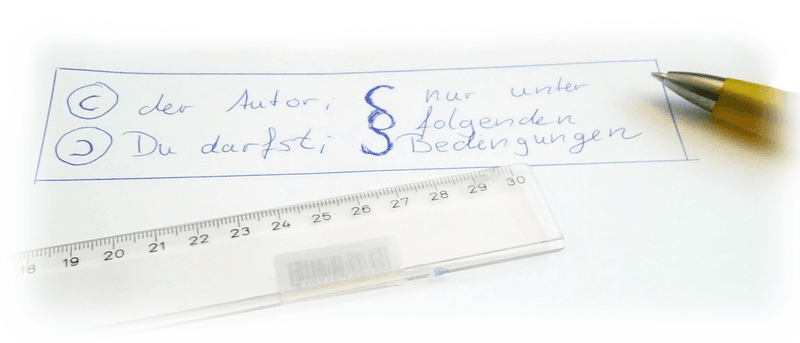 © der Autor; § nur unter
folgenden
🄯 Du darfst; Bedingungen
18 19 20 21 22 23 24 25 26 27 28 29 30